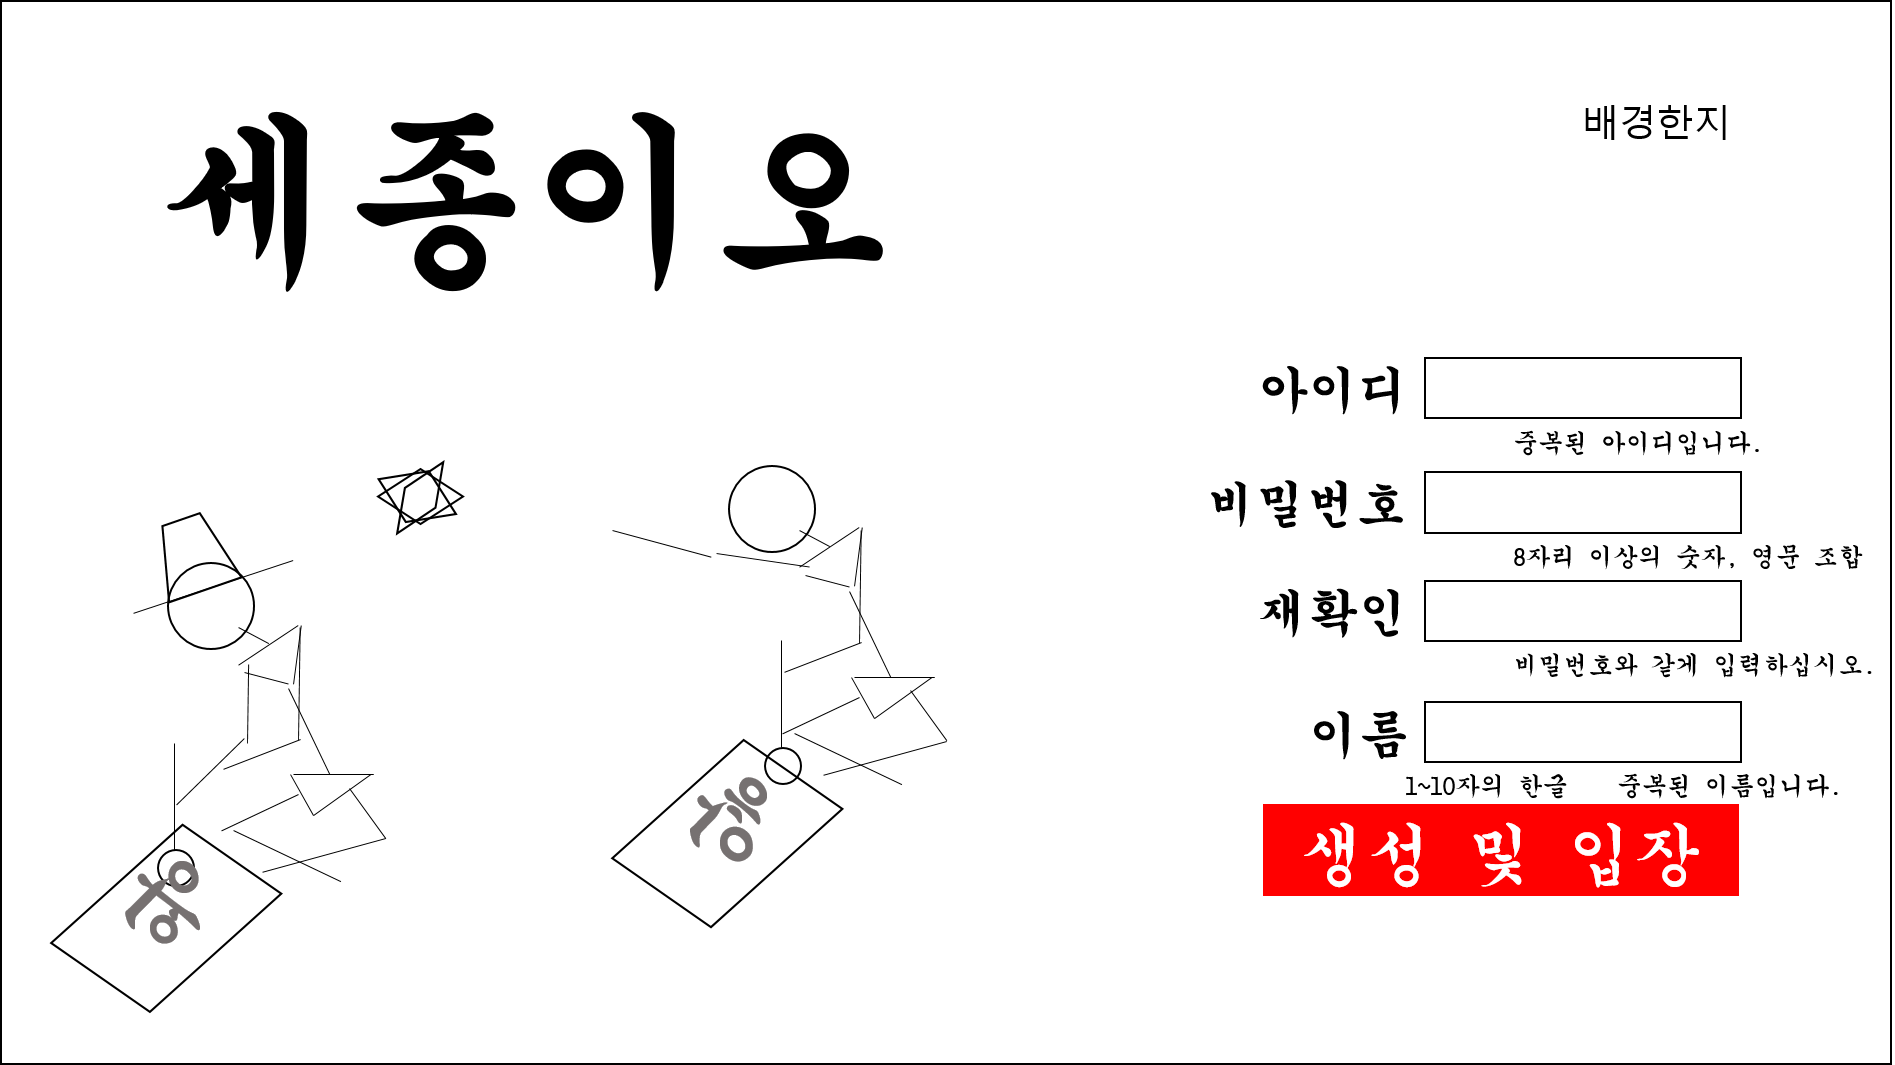 세종이오
배경한지
아이디
중복된 아이디입니다.
비밀번호
8자리 이상의 숫자, 영문 조합
재확인
비밀번호와 같게 입력하십시오.
이름
1~10자의 한글 중복된 이름입니다.
생성 및 입장